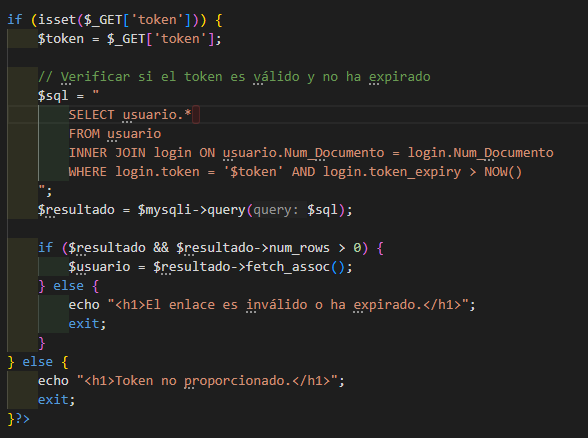 if (isset($_GET['token'])) {
    $token = $_GET['token'];
    // Verificar si el token es válido y no ha expirado
    $sql = "
        SELECT usuario.*
        FROM usuario
        INNER JOIN login ON usuario.Num_Documento = login.Num_Documento
        WHERE login.token = '$token' AND login.token_expiry > NOW()
    ";
    $resultado = $mysqli->query(query: $sql);
    if ($resultado && $resultado->num_rows > 0) {
        $usuario = $resultado->fetch_assoc();
    } else {
        echo "<h1>El enlace es inválido o ha expirado.</h1>";
        exit;
    }
} else {
    echo "<h1>Token no proporcionado.</h1>";
    exit;
}?>